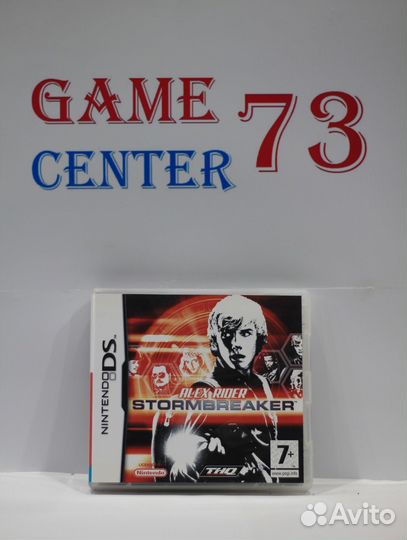 GAME
CENTER
73
NINTENDO DS
ALEX RIDER
STORMBREAKER
Nintendo
THQ
7+
www.pegi.info
Avito